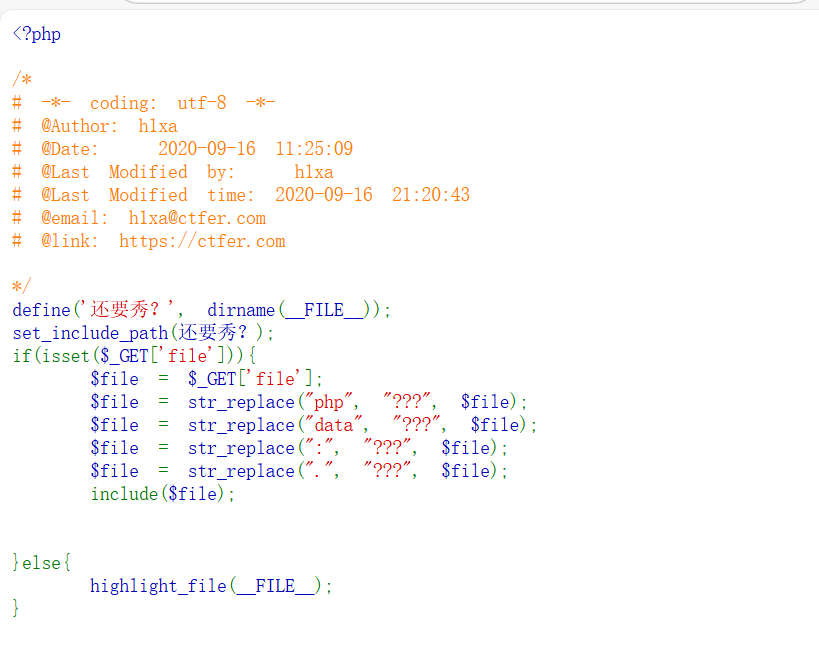 <?php
/*
# -*- coding: utf-8 -*-
# @Author: h1xa
# @Date: 2020-09-16 11:25:09
# @Last Modified by: h1xa
# @Last Modified time: 2020-09-16 21:20:43
# @email: h1xa@ctfer.com
# @link: https://ctfer.com
*/
define('还要秀？', dirname(__FILE__));
set_include_path(还要秀？);
if(isset($_GET['file'])){
$file = $_GET['file'];
$file = str_replace("php", "???", $file);
$file = str_replace("data", "???", $file);
$file = str_replace(":", "???", $file);
$file = str_replace(".", "???", $file);
include($file);
}else{
highlight_file(__FILE__);
}